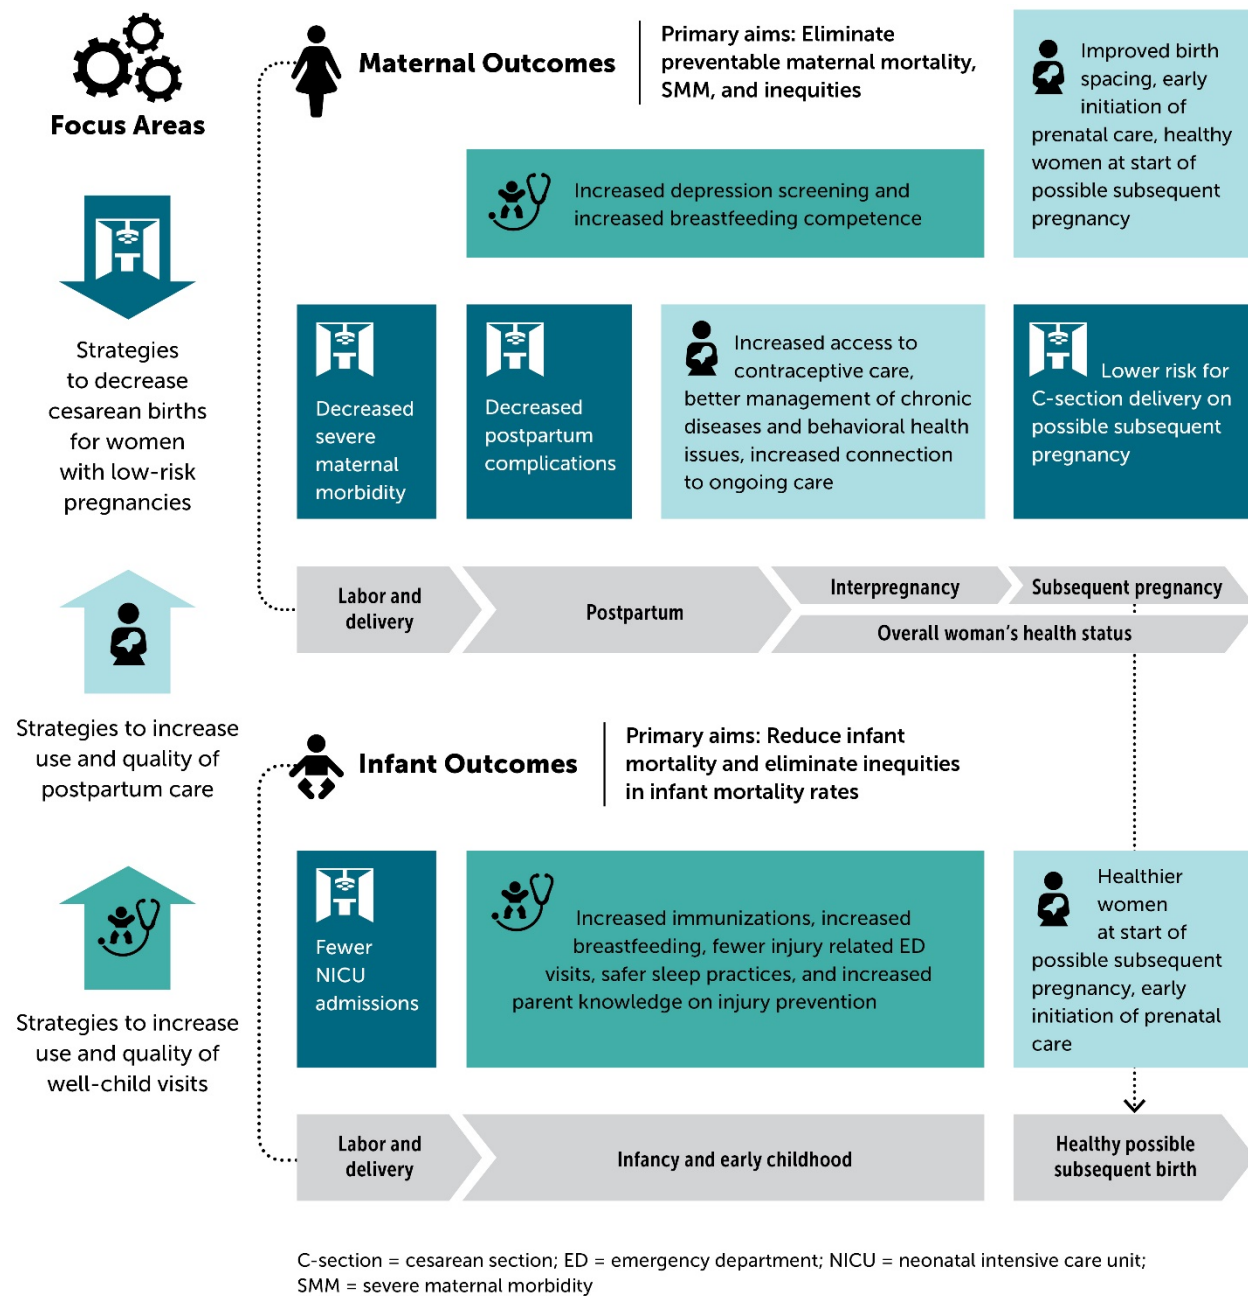 Focus Areas
Strategies
to decrease
cesarean births
for women
with low-risk
pregnancies
Strategies to increase
use and quality of
postpartum care
Strategies to increase
use and quality of
well-child visits
Maternal Outcomes
Primary aims: Eliminate
preventable maternal mortality,
SMM, and inequities
Improved birth
spacing, early
initiation of
prenatal care, healthy
women at start of
possible subsequent
pregnancy
Increased depression screening and
increased breastfeeding competence
Decreased
severe
maternal
morbidity
Decreased
postpartum
complications
Increased access to
contraceptive care,
better management of chronic
diseases and behavioral health
issues, increased connection
to ongoing care
Lower risk for
C-section delivery on
possible subsequent
pregnancy
Labor and
delivery
Postpartum
Interpregnancy
Subsequent pregnancy
Overall woman's health status
Infant Outcomes
Primary aims: Reduce infant
mortality and eliminate inequities
in infant mortality rates
Fewer
NICU
admissions
Increased immunizations, increased
breastfeeding, fewer injury related ED
visits, safer sleep practices, and increased
parent knowledge on injury prevention
Healthier
women
at start of
possible subsequent
pregnancy, early
initiation of prenatal
care
Labor and
delivery
Infancy and early childhood
Healthy possible
subsequent birth
C-section = cesarean section; ED = emergency department; NICU = neonatal intensive care unit;
SMM = severe maternal morbidity